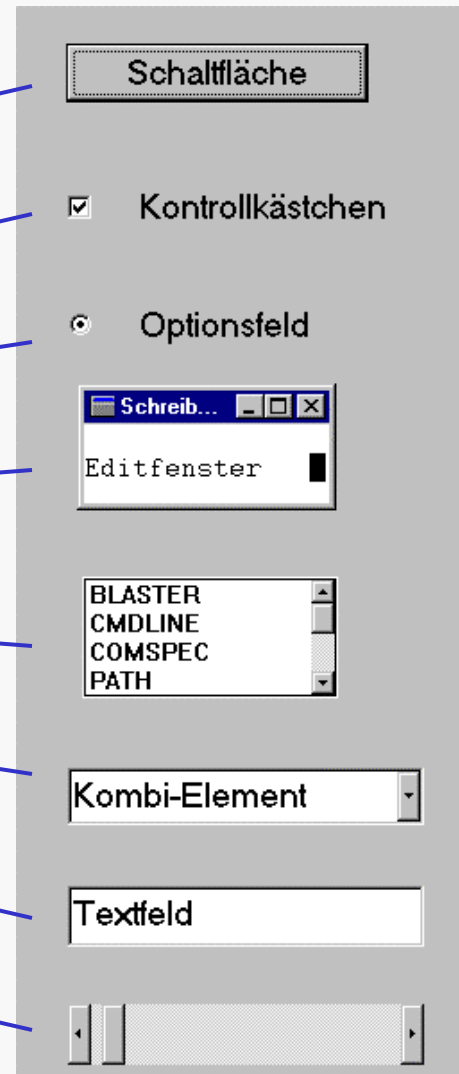 Schaltfläche
Kontrollkästchen
Optionsfeld
Schreib...
Editfenster
BLASTER
CMDLINE
COMSPEC
PATH
Kombi-Element
Textfeld